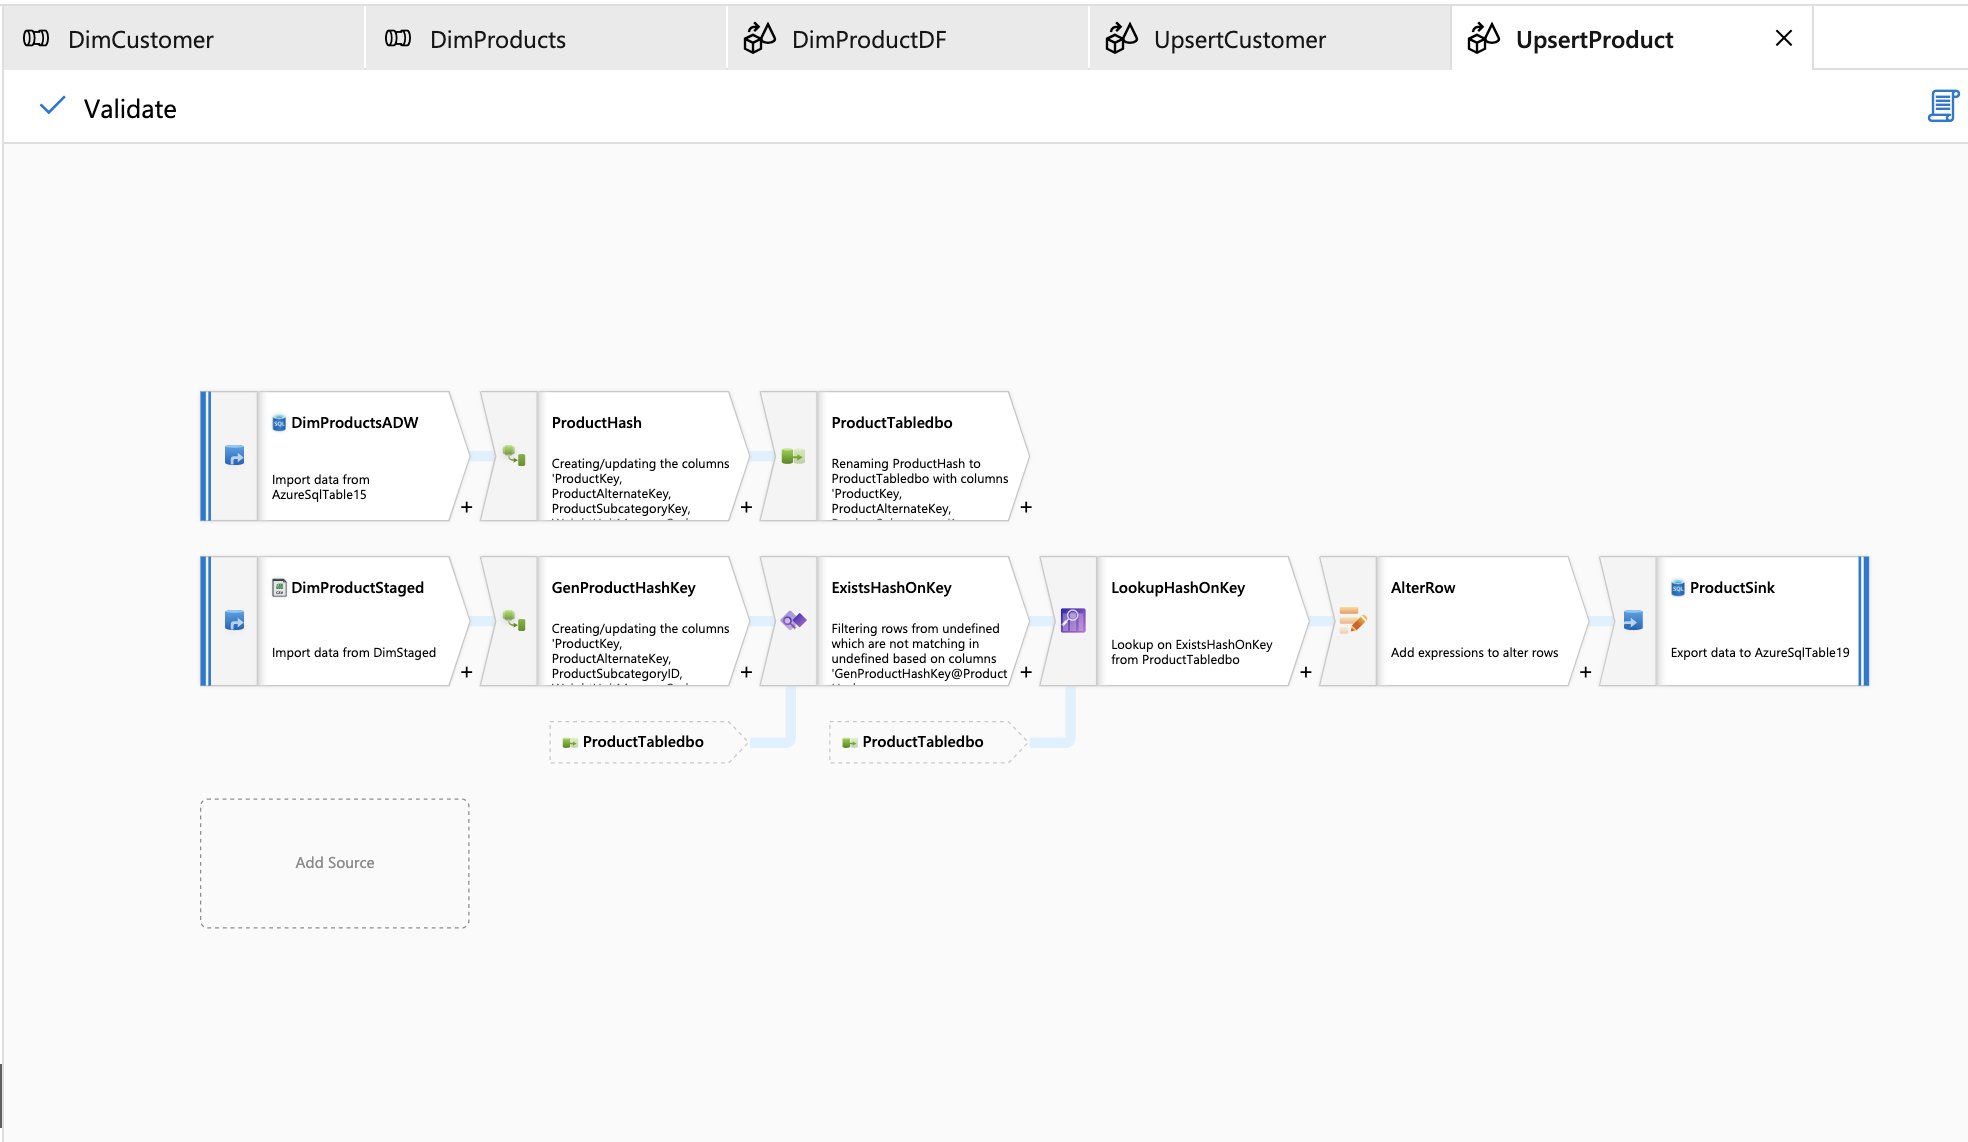 DimCustomer
DimProducts
DimProductDF
UpsertCustomer
UpsertProduct
Validate
DimProductsADW
Import data from
AzureSqlTable15
+
ProductHash
Creating/updating the columns
'ProductKey,
ProductAlternateKey,
ProductSubcategoryKey,
+
ProductTabledbo
Renaming ProductHash to
ProductTabledbo with columns
'ProductKey,
ProductAlternateKey,
+
DimProductStaged
Import data from DimStaged
+
GenProductHashKey
Creating/updating the columns
'ProductKey,
ProductAlternateKey,
ProductSubcategoryID,
+
ExistsHashOnKey
Filtering rows from undefined
which are not matching in
undefined based on columns
'GenProductHashKey@Product
+
LookupHashOnKey
Lookup on ExistsHashOnKey
from ProductTabledbo
+
AlterRow
Add expressions to alter rows
+
ProductSink
Export data to AzureSqlTable19
ProductTabledbo
ProductTabledbo
Add Source